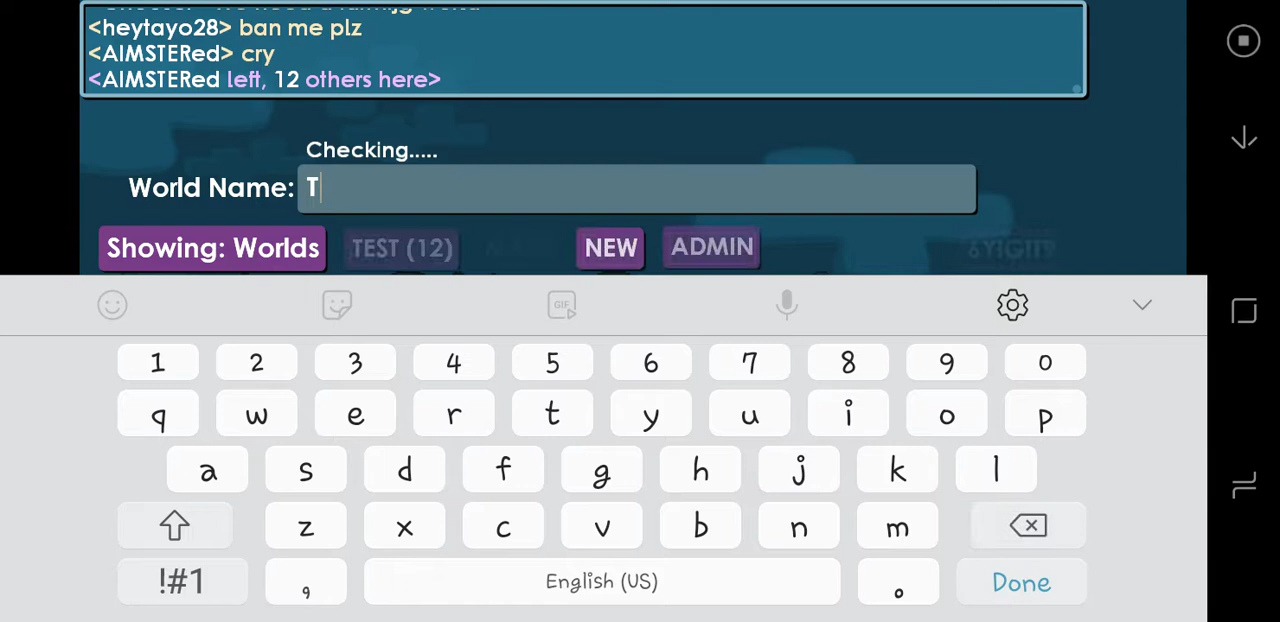 <heytayo28> ban me plz
<AIMSTERed> cry
<AIMSTERed left, 12 others here>
Checking.....
World Name: T
Showing: Worlds TEST (12) NEW ADMIN
GIF
1 2 3 4 5 6 7 8 9 0
q w e r t y u i o p
a s d f g h j k l
z x c v b n m
!#1 , English (US) . Done